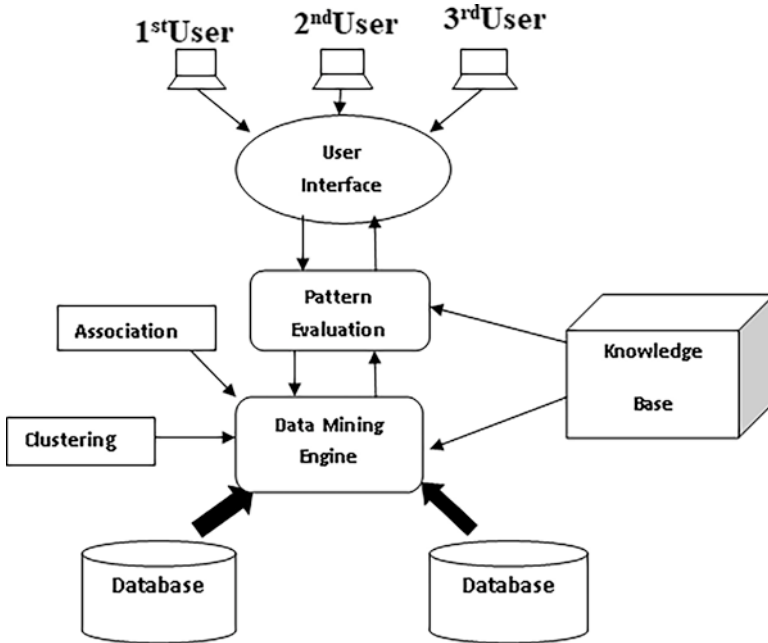 1stUser 2ndUser 3rdUser
User
Interface
Pattern
Evaluation
Association
Knowledge
Base
Data Mining
Engine
Clustering
Database
Database